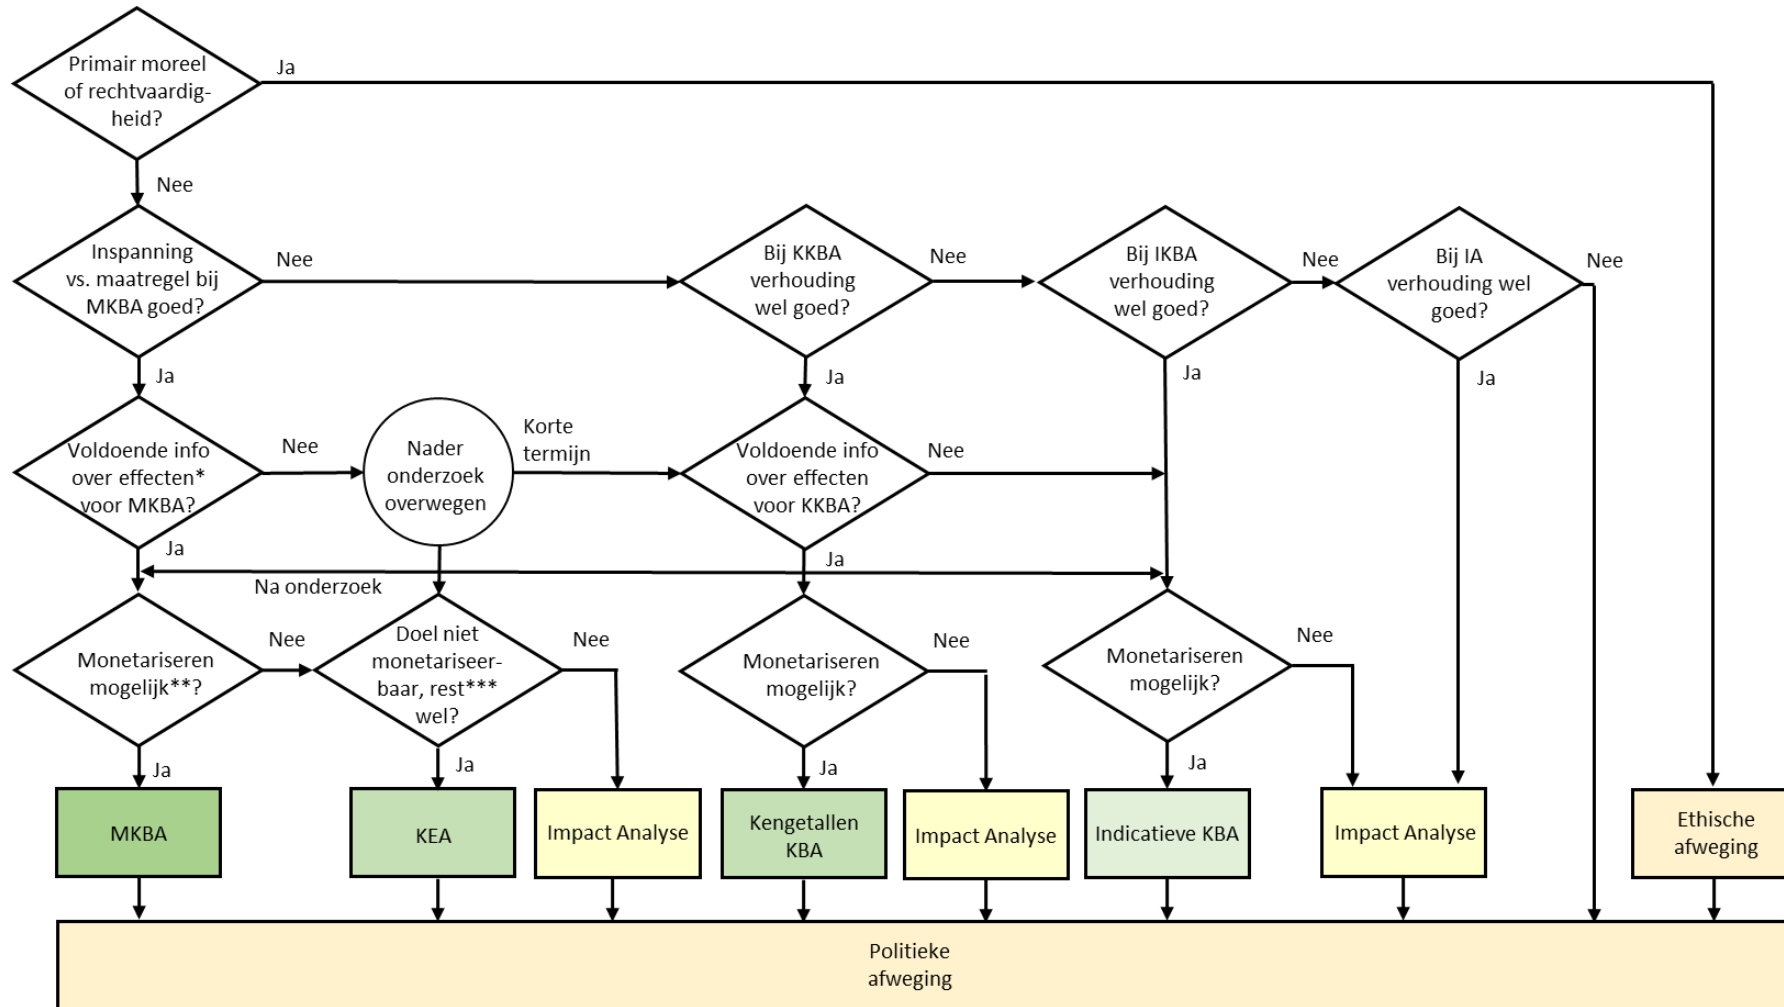 Primair moreel
of rechtvaardig-
heid?
Ja
Nee
Inspanning
vs. maatregel bij
MKBA goed?
Nee
Bij KKBA
verhouding
wel goed?
Nee
Bij IKBA
verhouding
wel goed?
Nee
Bij IA
verhouding wel
goed?
Nee
Ja
Ja
Ja
Ja
Voldoende info
over effecten*
voor MKBA?
Nee
Nader
onderzoek
overwegen
Korte
termijn
Voldoende info
over effecten
voor KKBA?
Nee
Ja
Ja
Na onderzoek
Monetariseren
mogelijk**?
Nee
Doel niet
monetariseer-
baar, rest***
wel?
Nee
Monetariseren
mogelijk?
Nee
Monetariseren
mogelijk?
Nee
Ja
Ja
Ja
Ja
MKBA
KEA
Impact Analyse
Kengetallen
KBA
Impact Analyse
Indicatieve KBA
Impact Analyse
Ethische
afweging
Politieke
afweging